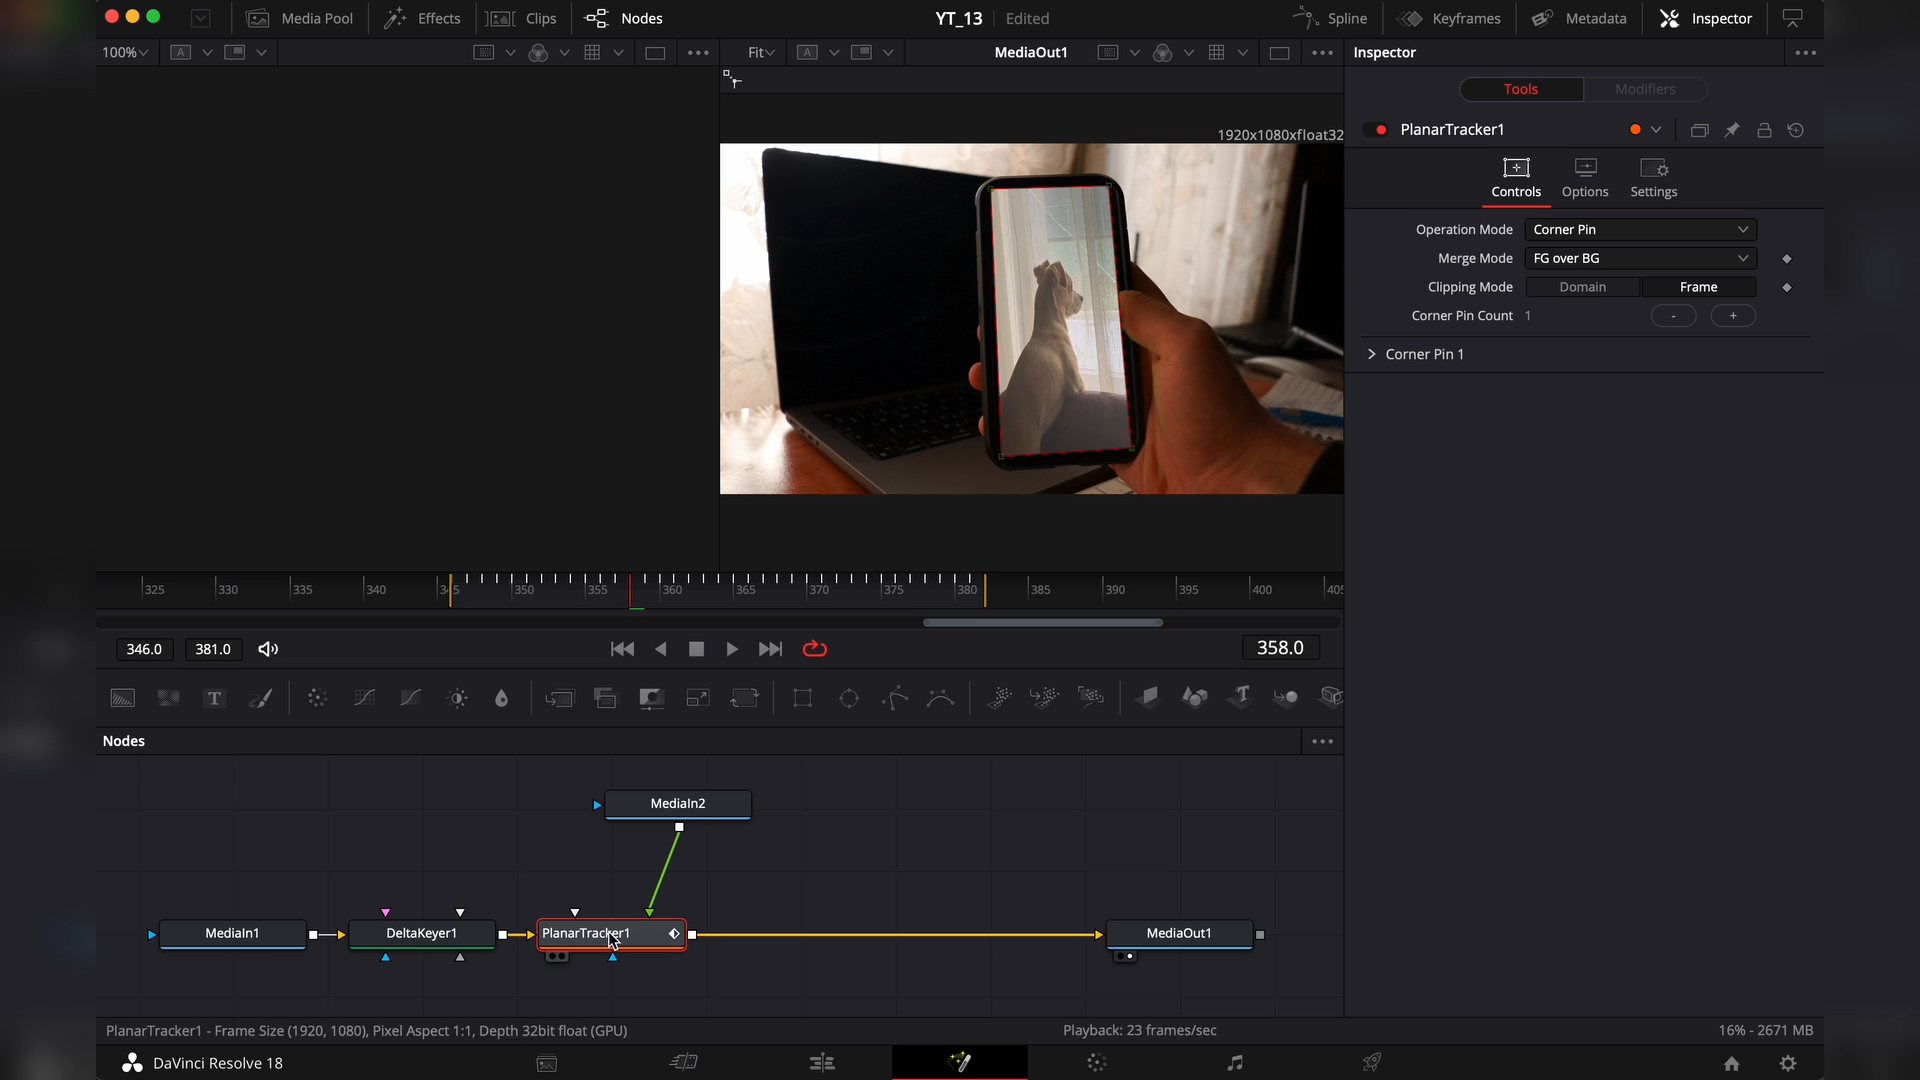 Media Pool
Effects
Clips
Nodes
YT_13
Edited
Spline
Keyframes
Metadata
Inspector
100%
A
Fit
A
MediaOut1
Inspector
Tools
Modifiers
1920x1080xfloat32
PlanarTracker1
Controls
Options
Settings
Operation Mode
Corner Pin
Merge Mode
FG over BG
Clipping Mode
Domain
Frame
Corner Pin Count
1
-
+
Corner Pin 1
325
330
335
340
345
350
355
360
365
370
375
380
385
390
395
400
346.0
381.0
358.0
T
Nodes
MediaIn2
MediaIn1
DeltaKeyer1
PlanarTracker1
MediaOut1
PlanarTracker1 - Frame Size (1920, 1080), Pixel Aspect 1:1, Depth 32bit float (GPU)
Playback: 23 frames/sec
16% - 2671 MB
DaVinci Resolve 18